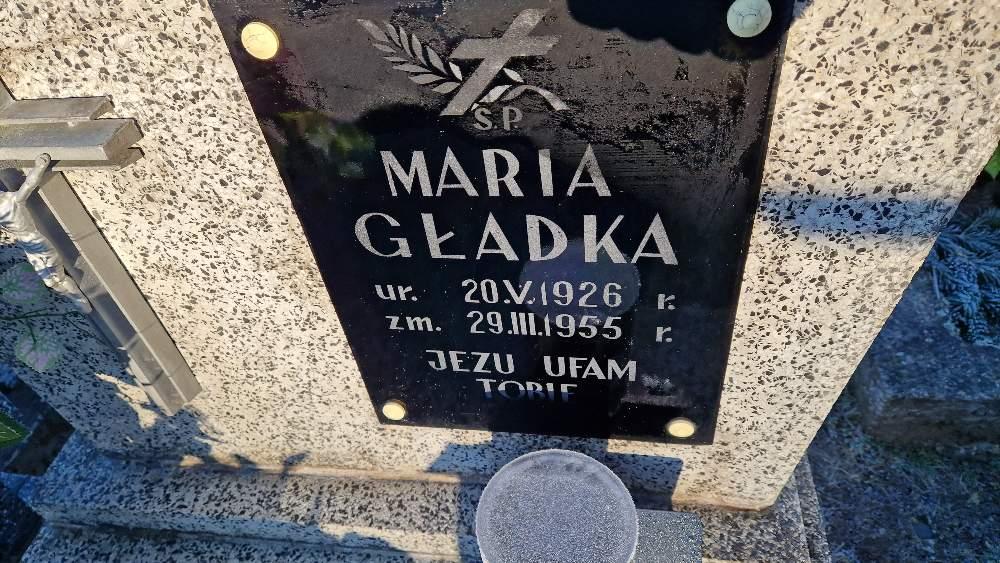 SP
MARIA
GŁADKA
ur. 20.V.1926 r.
zm. 29.III.1955 r.
JEZU UFAM
TOBIE